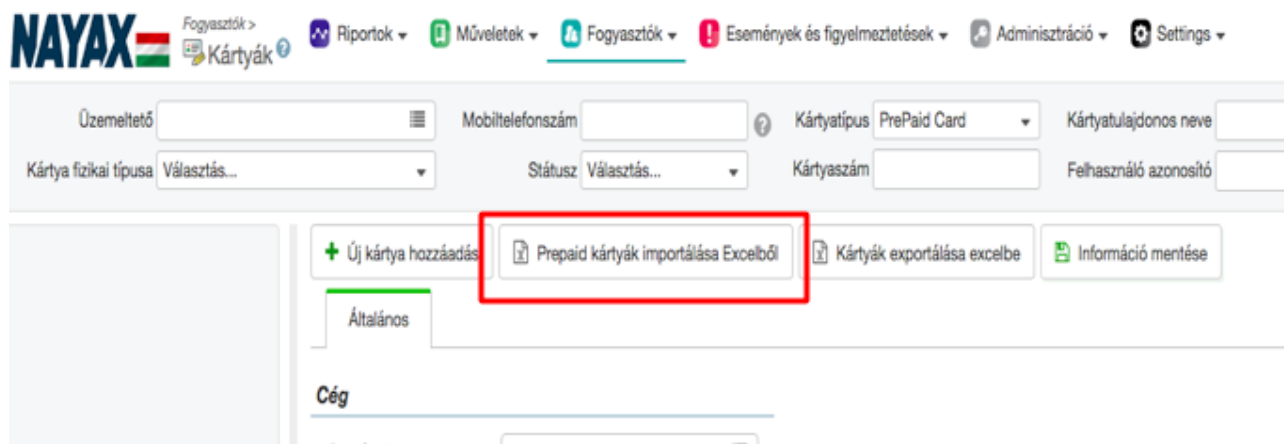 NAYAX
Fogyasztók >
Kártyák
Riportok
Műveletek
Fogyasztók
Események és figyelmeztetések
Adminisztráció
Settings
Üzemeltető
Mobiltelefonszám
Kártyatípus PrePaid Card
Kártyatulajdonos neve
Kártya fizikai típusa Választás...
Státusz Választás...
Kártyaszám
Felhasználó azonosító
+ Új kártya hozzáadás
Prepaid kártyák importálása Excelből
Kártyák exportálása excelbe
Információ mentése
Általános
Cég